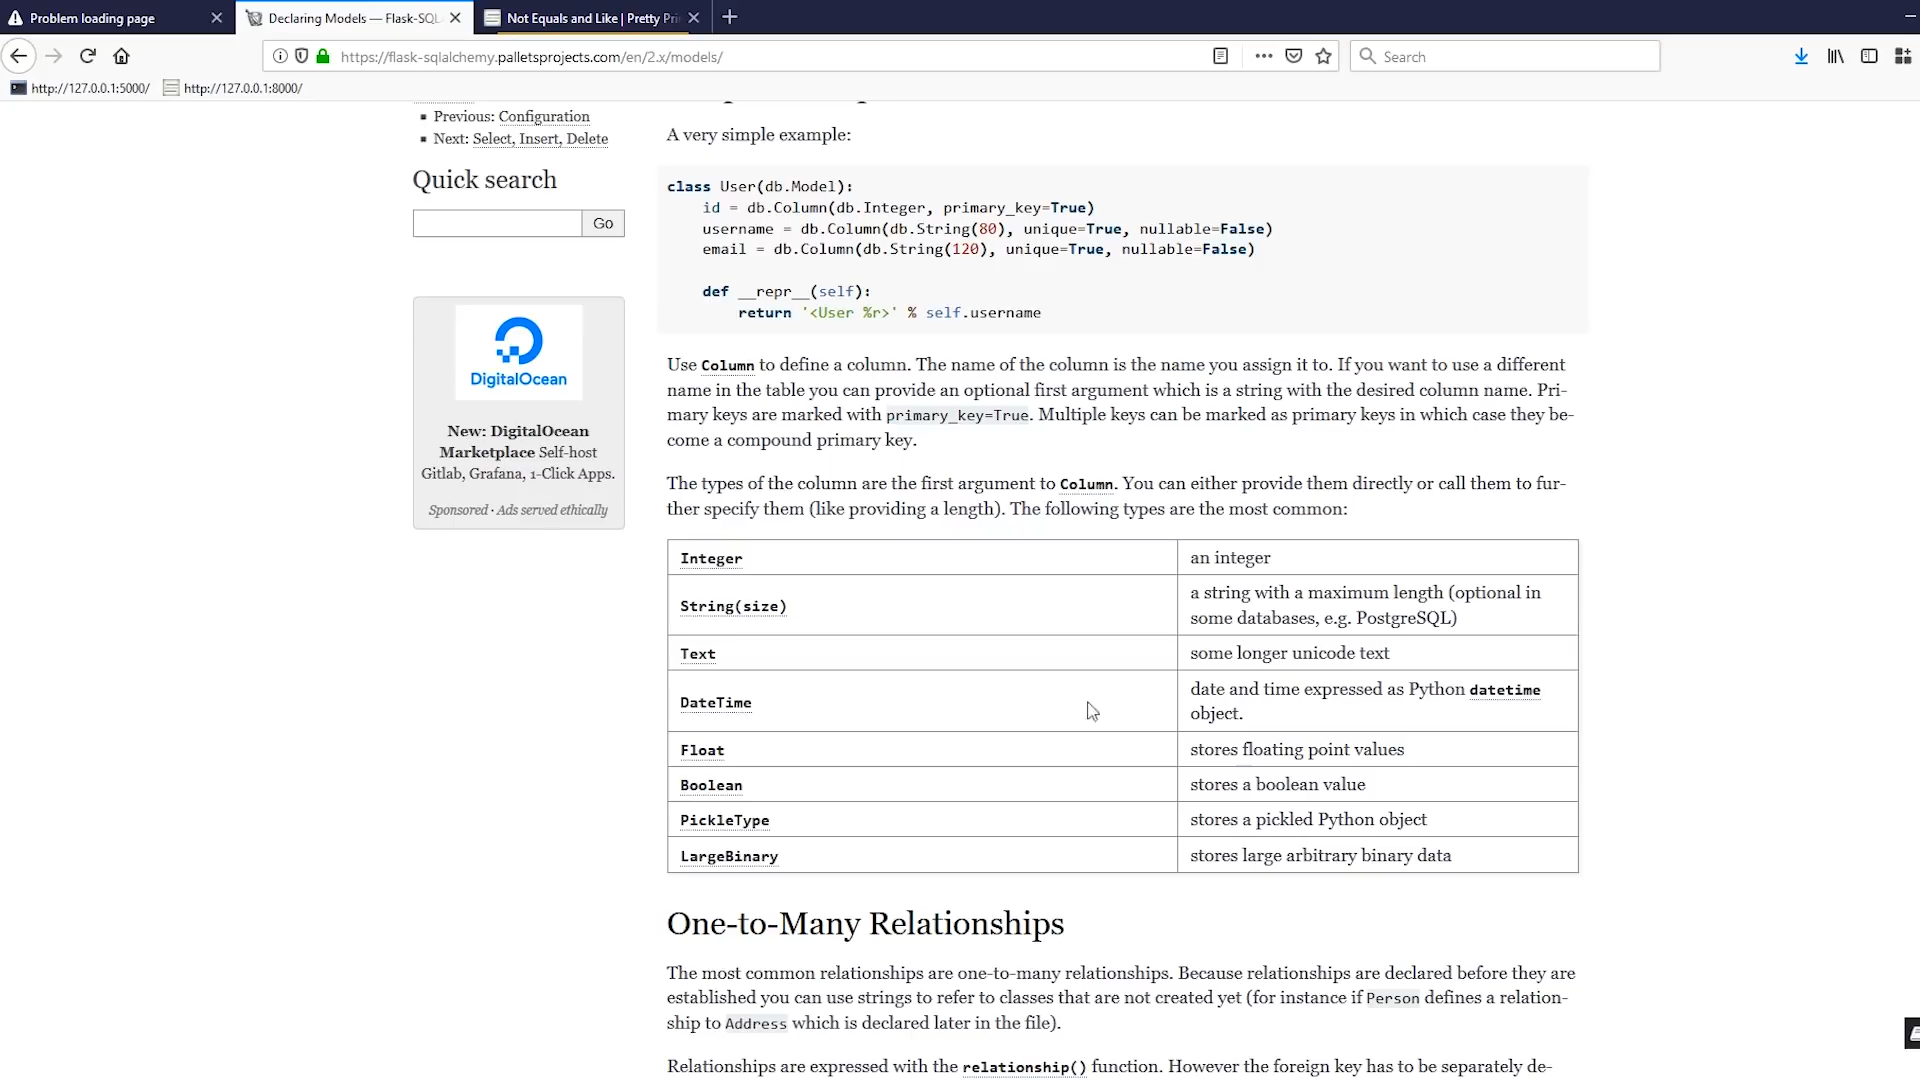 Problem loading page
Declaring Models — Flask-SQL
Not Equals and Like | Pretty Pri
https://flask-sqlalchemy.palletsprojects.com/en/2.x/models/
Search
http://127.0.0.1:5000/
http://127.0.0.1:8000/
Previous: Configuration
Next: Select, Insert, Delete
Quick search
Go
DigitalOcean
New: DigitalOcean
Marketplace Self-host
Gitlab, Grafana, 1-Click Apps.
Sponsored · Ads served ethically
A very simple example:
class User(db.Model):
    id = db.Column(db.Integer, primary_key=True)
    username = db.Column(db.String(80), unique=True, nullable=False)
    email = db.Column(db.String(120), unique=True, nullable=False)
    def __repr__(self):
        return '<User %r>' % self.username
Use Column to define a column. The name of the column is the name you assign it to. If you want to use a different
name in the table you can provide an optional first argument which is a string with the desired column name. Pri-
mary keys are marked with primary_key=True. Multiple keys can be marked as primary keys in which case they be-
come a compound primary key.
The types of the column are the first argument to Column. You can either provide them directly or call them to fur-
ther specify them (like providing a length). The following types are the most common:
Integer an integer
String(size) a string with a maximum length (optional in
some databases, e.g. PostgreSQL)
Text some longer unicode text
DateTime date and time expressed as Python datetime
object.
Float stores floating point values
Boolean stores a boolean value
PickleType stores a pickled Python object
LargeBinary stores large arbitrary binary data
One-to-Many Relationships
The most common relationships are one-to-many relationships. Because relationships are declared before they are
established you can use strings to refer to classes that are not created yet (for instance if Person defines a relation-
ship to Address which is declared later in the file).
Relationships are expressed with the relationship() function. However the foreign key has to be separately de-